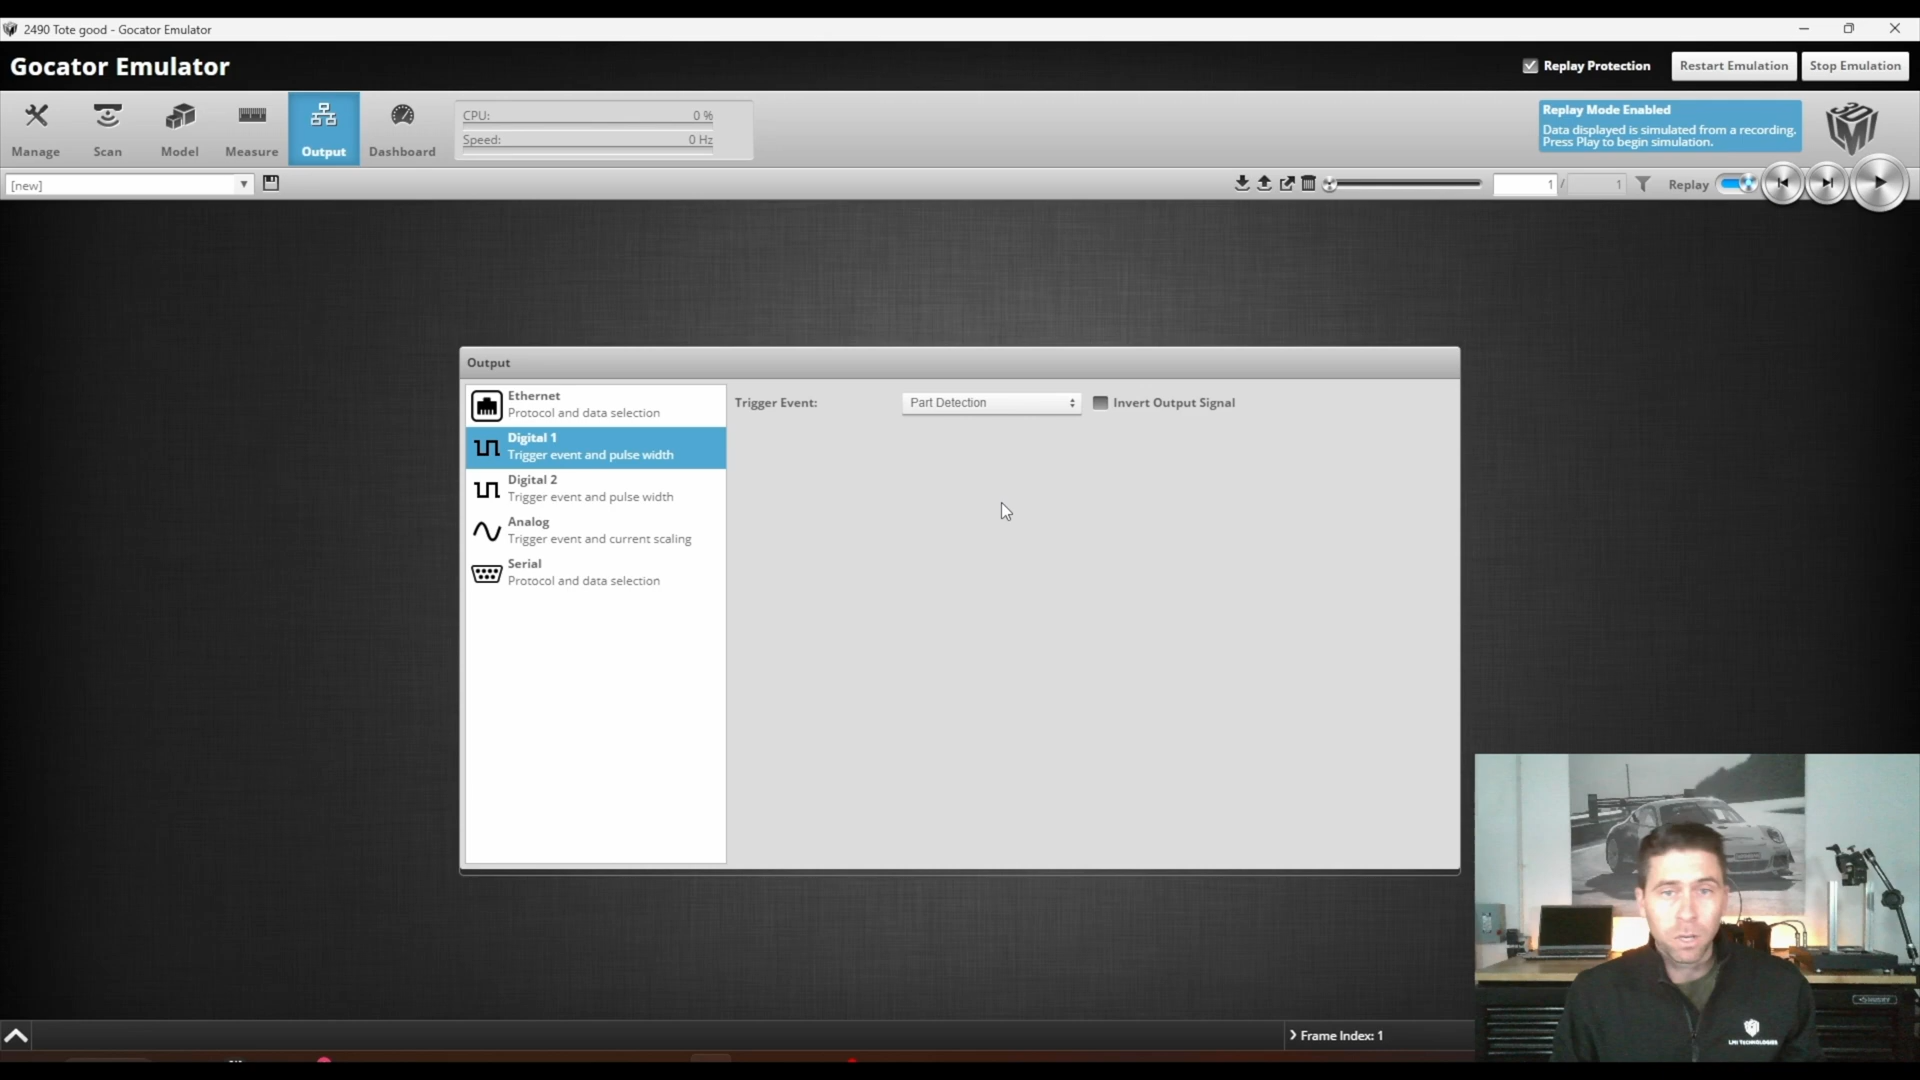 2490 Tote good - Gocator Emulator
Gocator Emulator
Replay Protection
Restart Emulation
Stop Emulation
Manage
Scan
Model
Measure
Output
Dashboard
CPU: 0 %
Speed: 0 Hz
Replay Mode Enabled
Data displayed is simulated from a recording.
Press Play to begin simulation.
[new]
1 / 1
Replay
Output
Ethernet
Protocol and data selection
Digital 1
Trigger event and pulse width
Digital 2
Trigger event and pulse width
Analog
Trigger event and current scaling
Serial
Protocol and data selection
Trigger Event:
Part Detection
Invert Output Signal
Frame Index: 1
LMI TECHNOLOGIES